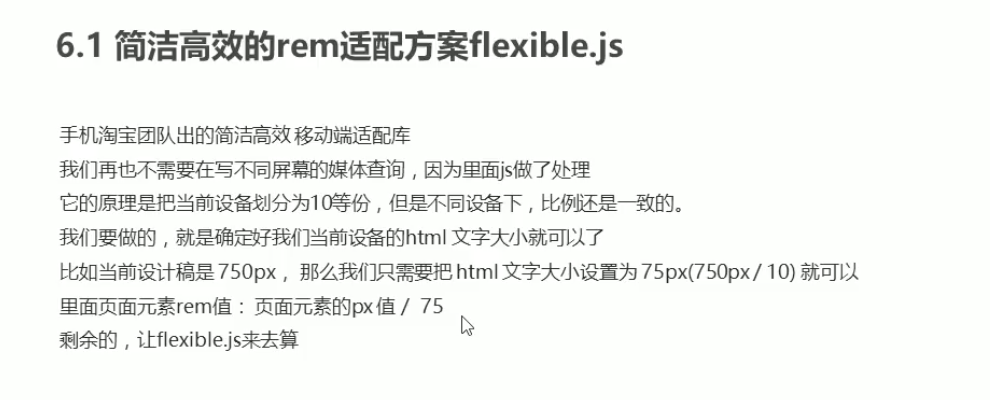 6.1 简洁高效的rem适配方案flexible.js
手机淘宝团队出的简洁高效 移动端适配库
我们再也不需要在写不同屏幕的媒体查询，因为里面js做了处理
它的原理是把当前设备划分为10等份，但是不同设备下，比例还是一致的。
我们要做的，就是确定好我们当前设备的html 文字大小就可以了
比如当前设计稿是 750px， 那么我们只需要把 html 文字大小设置为 75px(750px / 10) 就可以
里面页面元素rem值： 页面元素的px 值 / 75
剩余的，让flexible.js来去算